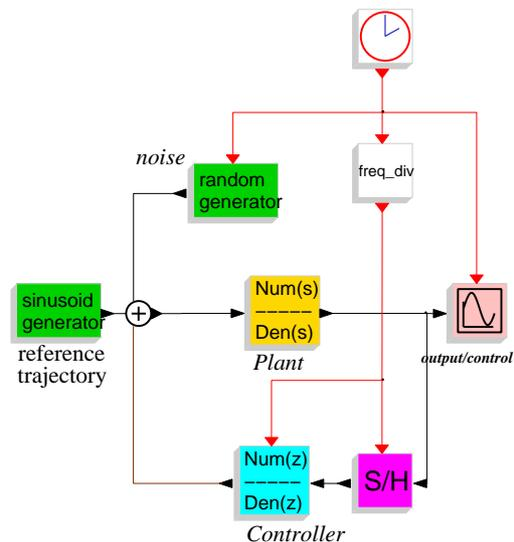 noise
random
generator
freq_div
sinusoid
generator
+
Num(s)
-----
Den(s)
reference
trajectory
Plant
output/control
Num(z)
-----
Den(z)
S/H
Controller